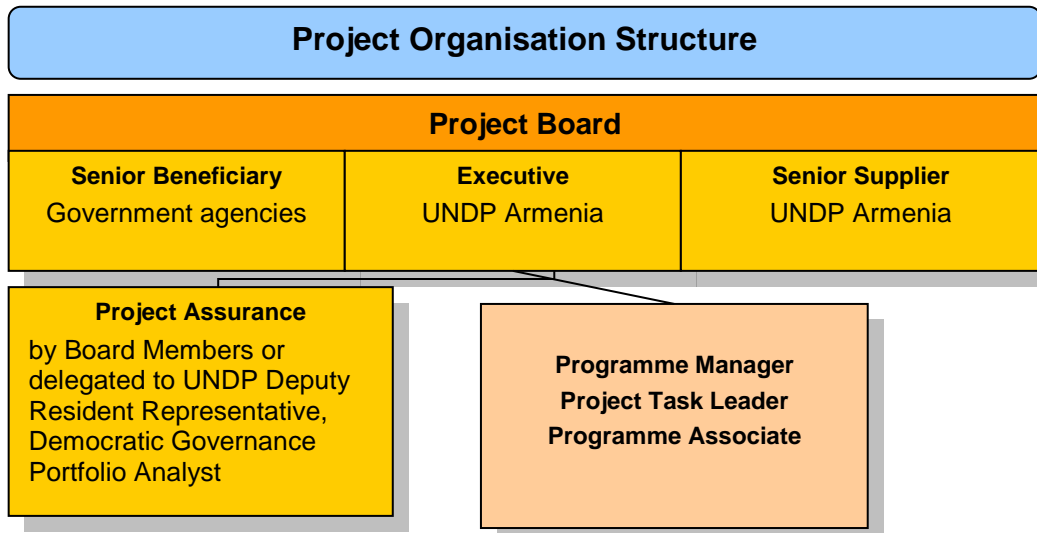 Project Organisation Structure
Project Board
Senior Beneficiary
Government agencies
Executive
UNDP Armenia
Senior Supplier
UNDP Armenia
Project Assurance
by Board Members or
delegated to UNDP Deputy
Resident Representative,
Democratic Governance
Portfolio Analyst
Programme Manager
Project Task Leader
Programme Associate